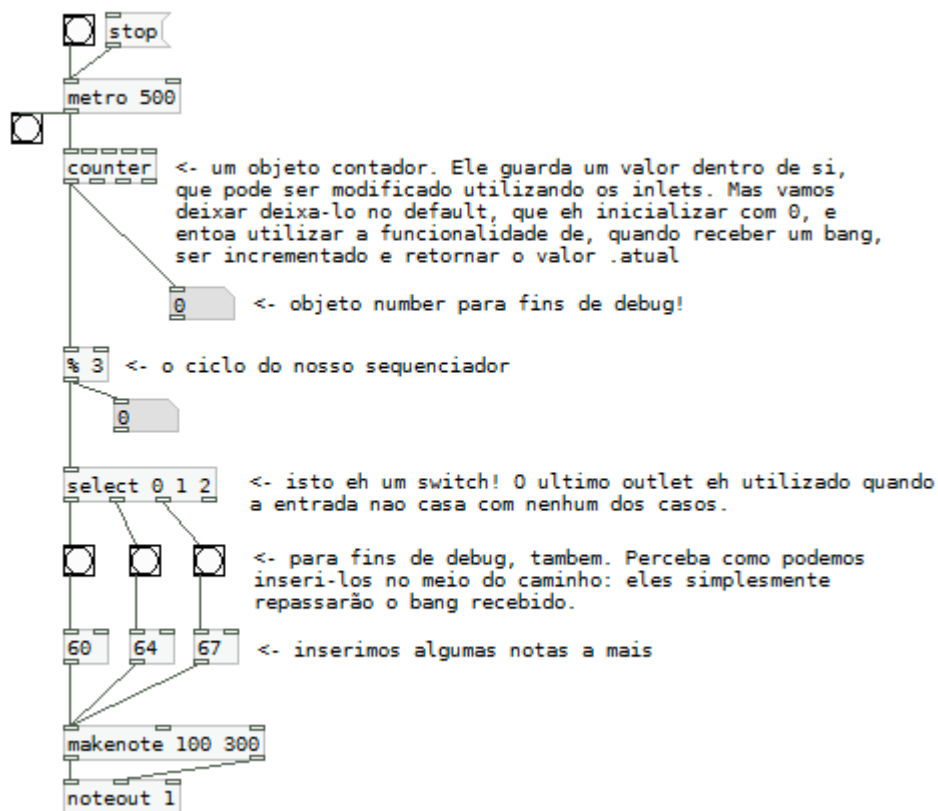 stop
metro 500
counter
<- um objeto contador. Ele guarda um valor dentro de si,
que pode ser modificado utilizando os inlets. Mas vamos
deixar deixa-lo no default, que eh inicializar com 0, e
entoa utilizar a funcionalidade de, quando receber um bang,
ser incrementado e retornar o valor .atual
0
<- objeto number para fins de debug!
% 3
<- o ciclo do nosso sequenciador
0
select 0 1 2
<- isto eh um switch! O ultimo outlet eh utilizado quando
a entrada nao casa com nenhum dos casos.
<- para fins de debug, tambem. Perceba como podemos
inseri-los no meio do caminho: eles simplesmente
repassarão o bang recebido.
60 64 67
<- inserimos algumas notas a mais
makenote 100 300
noteout 1